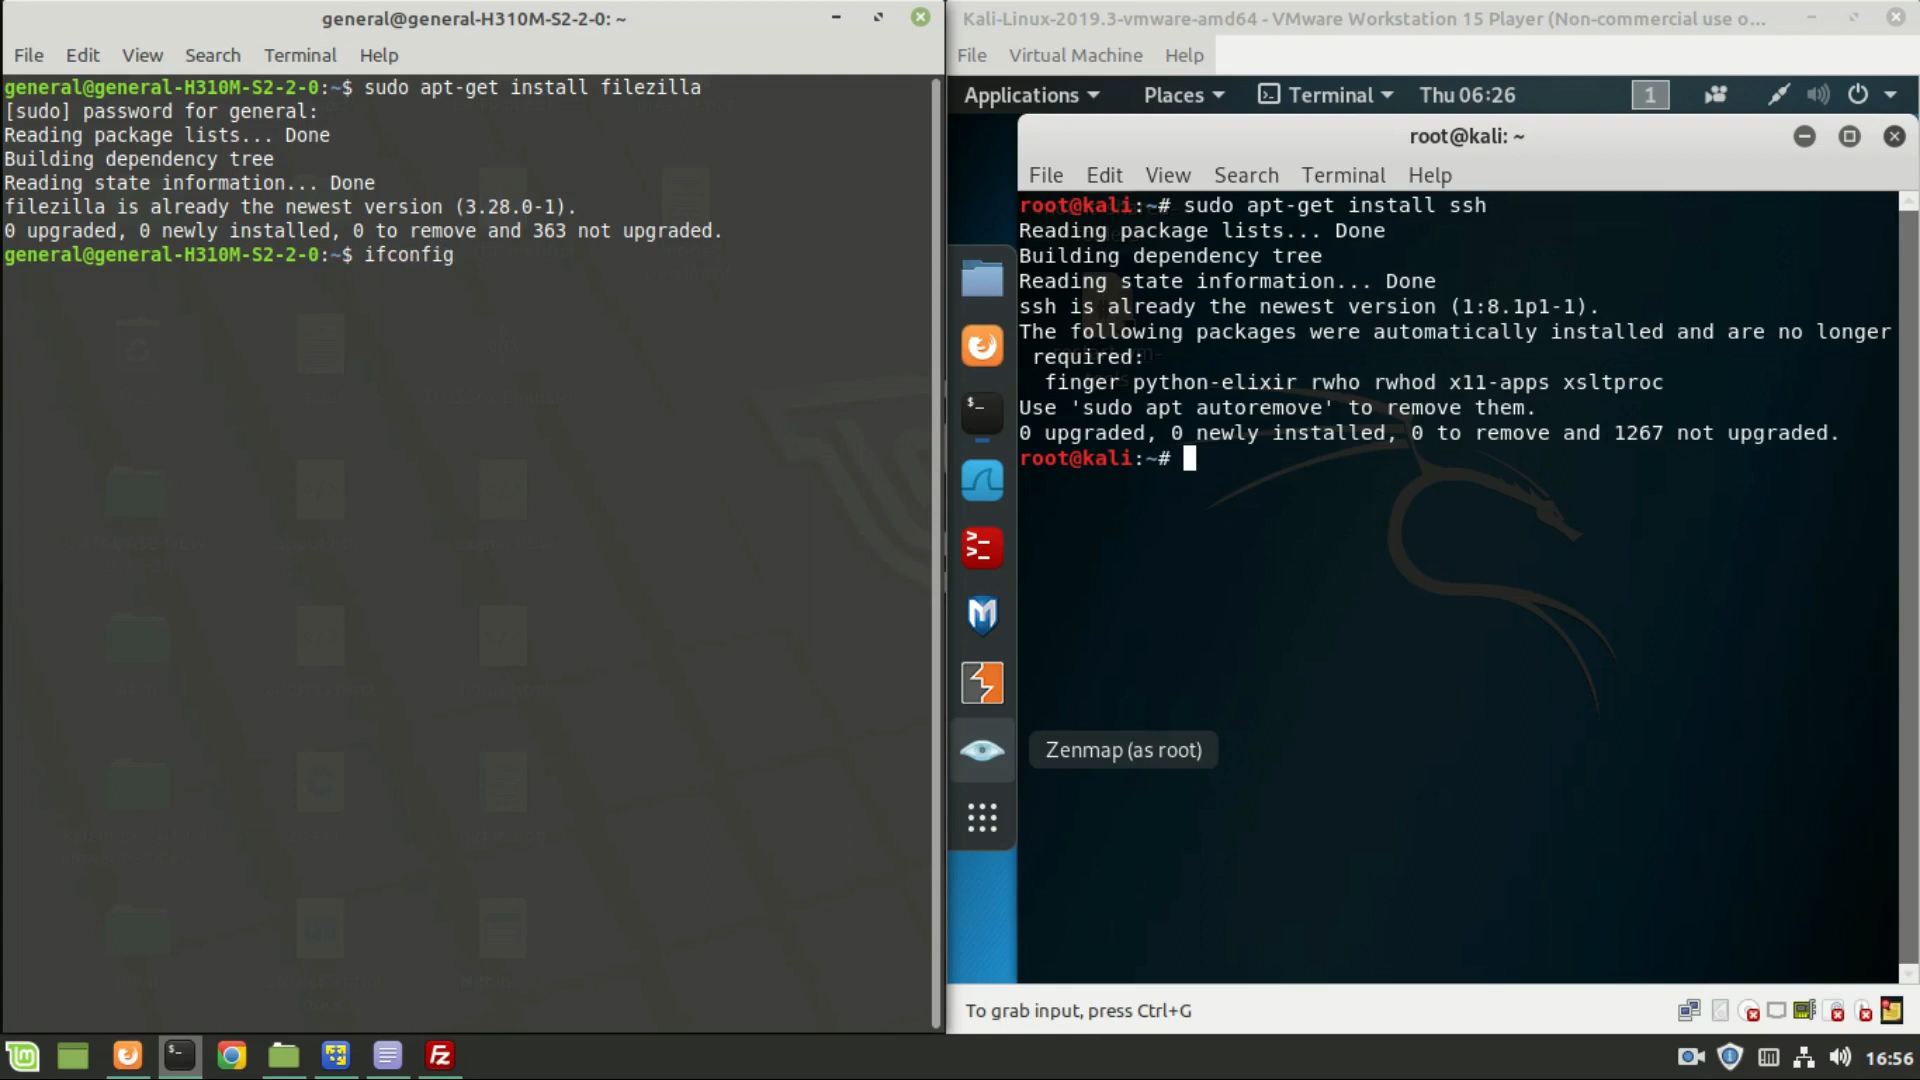 general@general-H310M-S2-2-0: ~
File Edit View Search Terminal Help
general@general-H310M-S2-2-0:~$ sudo apt-get install filezilla
[sudo] password for general:
Reading package lists... Done
Building dependency tree
Reading state information... Done
filezilla is already the newest version (3.28.0-1).
0 upgraded, 0 newly installed, 0 to remove and 363 not upgraded.
general@general-H310M-S2-2-0:~$ ifconfig
Kali-Linux-2019.3-vmware-amd64 - VMware Workstation 15 Player (Non-commercial use o...
File Virtual Machine Help
Applications Places Terminal Thu 06:26 1
root@kali: ~
File Edit View Search Terminal Help
root@kali:~# sudo apt-get install ssh
Reading package lists... Done
Building dependency tree
Reading state information... Done
ssh is already the newest version (1:8.1p1-1).
The following packages were automatically installed and are no longer
required:
finger python-elixir rwho rwhod x11-apps xsltproc
Use 'sudo apt autoremove' to remove them.
0 upgraded, 0 newly installed, 0 to remove and 1267 not upgraded.
root@kali:~#
Zenmap (as root)
To grab input, press Ctrl+G
16:56